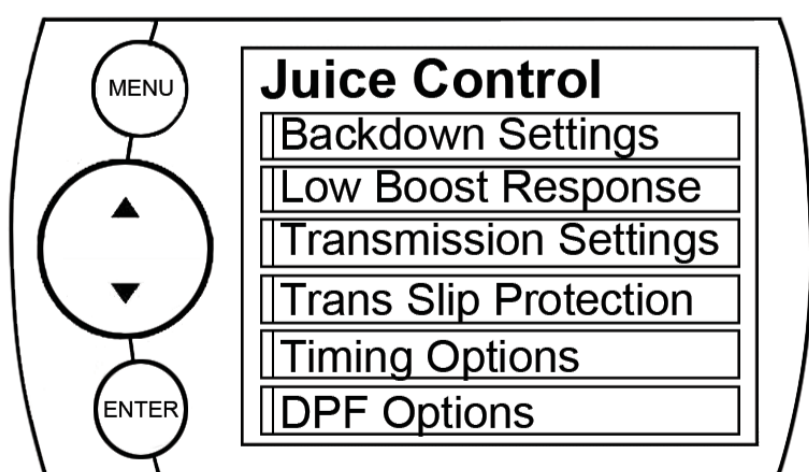 MENU
Juice Control
Backdown Settings
Low Boost Response
Transmission Settings
Trans Slip Protection
Timing Options
ENTER
DPF Options